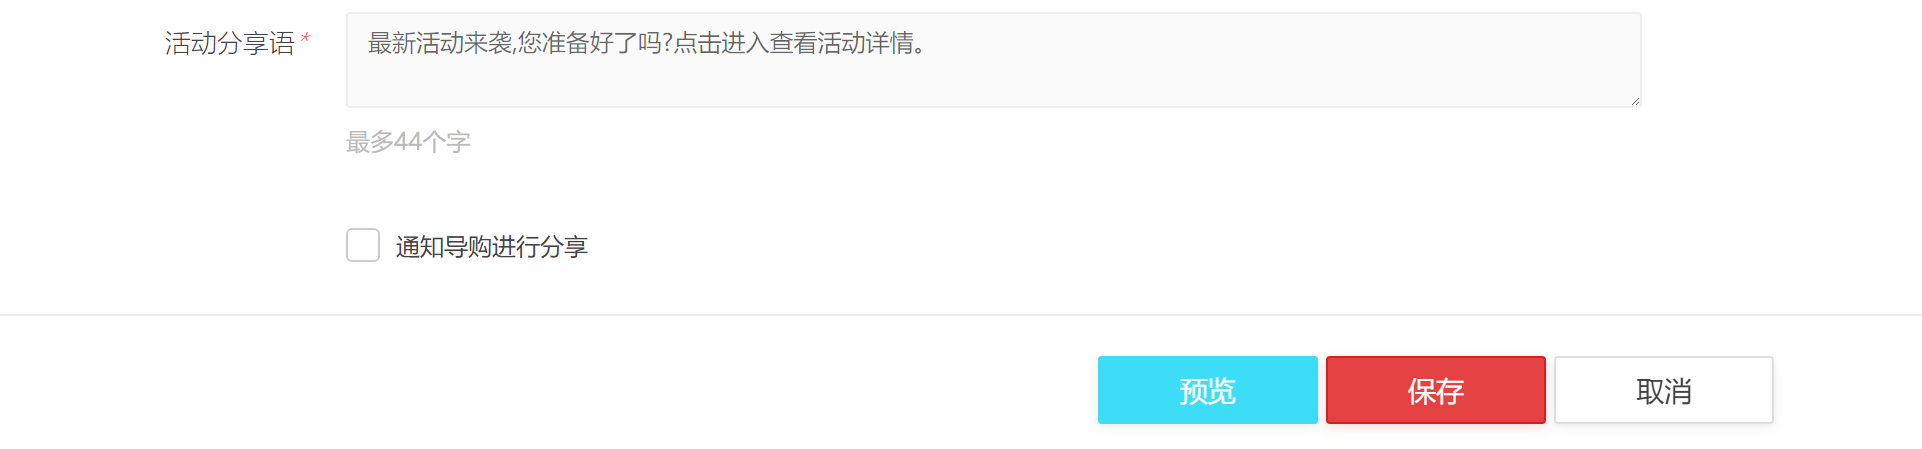 活动分享语*
最新活动来袭,您准备好了吗?点击进入查看活动详情。
最多44个字
通知导购进行分享
预览 保存 取消